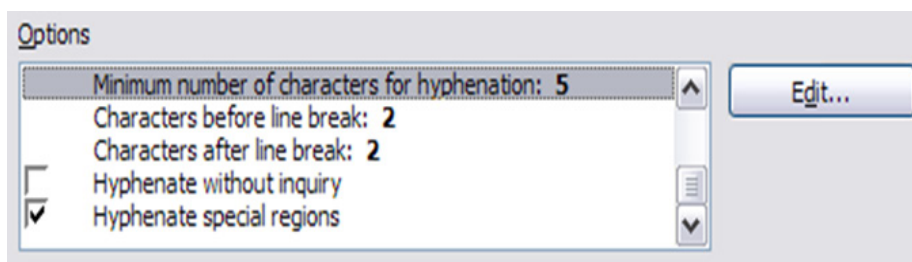 Options
Minimum number of characters for hyphenation: 5
Edit...
Characters before line break: 2
Characters after line break: 2
Hyphenate without inquiry
Hyphenate special regions